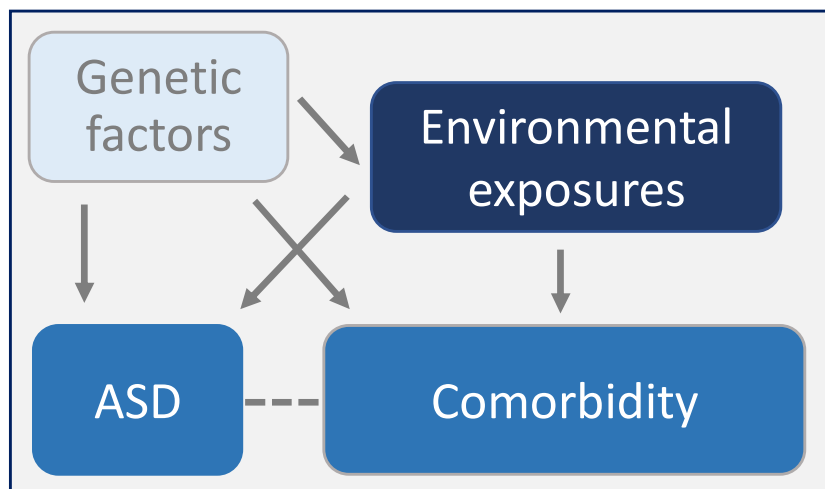 Genetic
factors
Environmental
exposures
ASD
Comorbidity